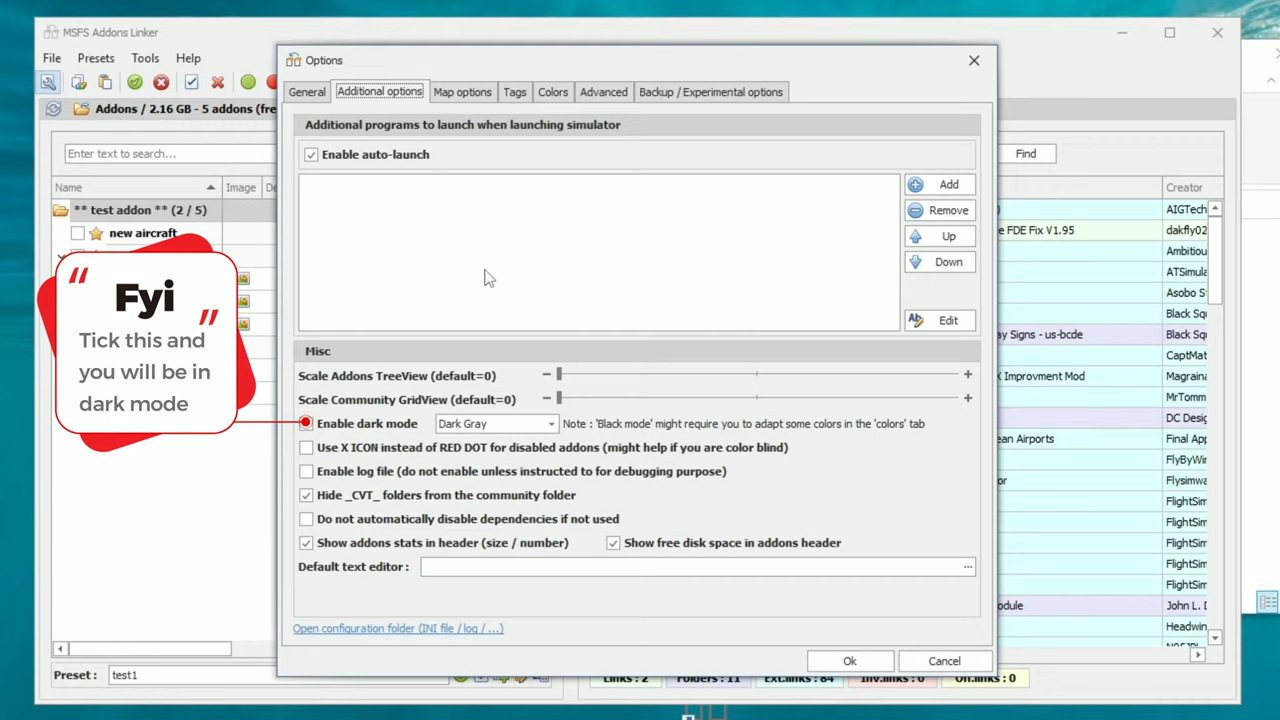 MSFS Addons Linker
File Presets Tools Help
Addons / 2.16 GB - 5 addons (fre
Enter text to search...
Name Image De
** test addon ** (2 / 5)
new aircraft
Preset : test1
Options
General Additional options Map options Tags Colors Advanced Backup / Experimental options
Additional programs to launch when launching simulator
Enable auto-launch
Add
Remove
Up
Down
Edit
Misc
Scale Addons TreeView (default=0)
Scale Community GridView (default=0)
Enable dark mode Dark Gray Note : 'Black mode' might require you to adapt some colors in the 'colors' tab
Use X ICON instead of RED DOT for disabled addons (might help if you are color blind)
Enable log file (do not enable unless instructed to for debugging purpose)
Hide _CVT_ folders from the community folder
Do not automatically disable dependencies if not used
Show addons stats in header (size / number) Show free disk space in addons header
Default text editor : ...
Open configuration folder (INI file / log / ...)
Ok Cancel
“ Fyi ”
Tick this and
you will be in
dark mode
Find
Creator
) AIGTech
e FDE Fix V1.95 dakfly02
Ambitiou
ATSimula
Asobo St
Black Squ
ay Signs - us-bcde Black Squ
CaptMat
X Improvment Mod Magraina
MrTomm
DC Design
ean Airports Final App
FlyByWir
or Flysimwa
FlightSim
FlightSim
FlightSim
FlightSim
FlightSim
odule John L. D
Headwin
Links : 2 Folders : 11 Ext.links : 84 Inv.links : 0 Off.links : 0